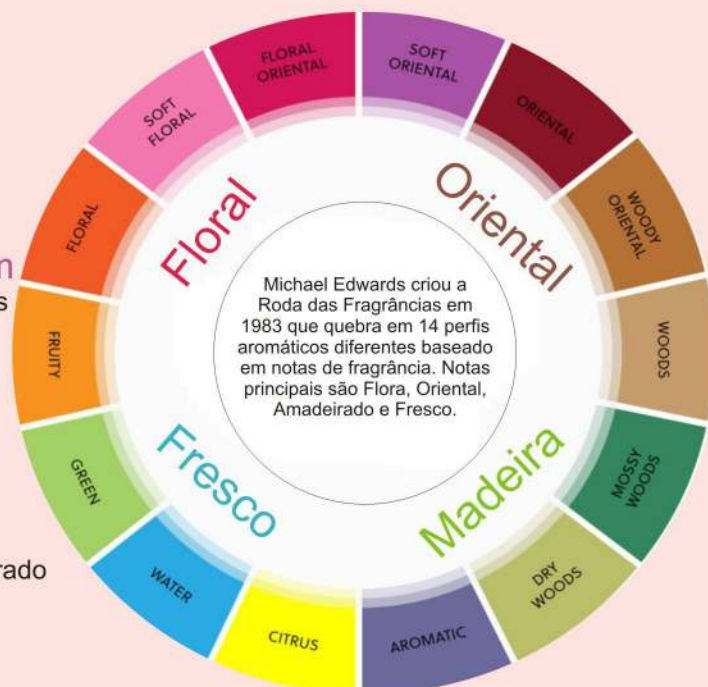 FLORAL
ORIENTAL
SOFT
ORIENTAL
ORIENTAL
WOODY
ORIENTAL
WOODS
MOSSY
WOODS
DRY
WOODS
AROMATIC
CITRUS
WATER
GREEN
FRUITY
FLORAL
SOFT
FLORAL
Floral
Oriental
Madeira
Fresco
Michael Edwards criou a
Roda das Fragrâncias em
1983 que quebra em 14 perfis
aromáticos diferentes baseado
em notas de fragrância. Notas
principais são Flora, Oriental,
Amadeirado e Fresco.